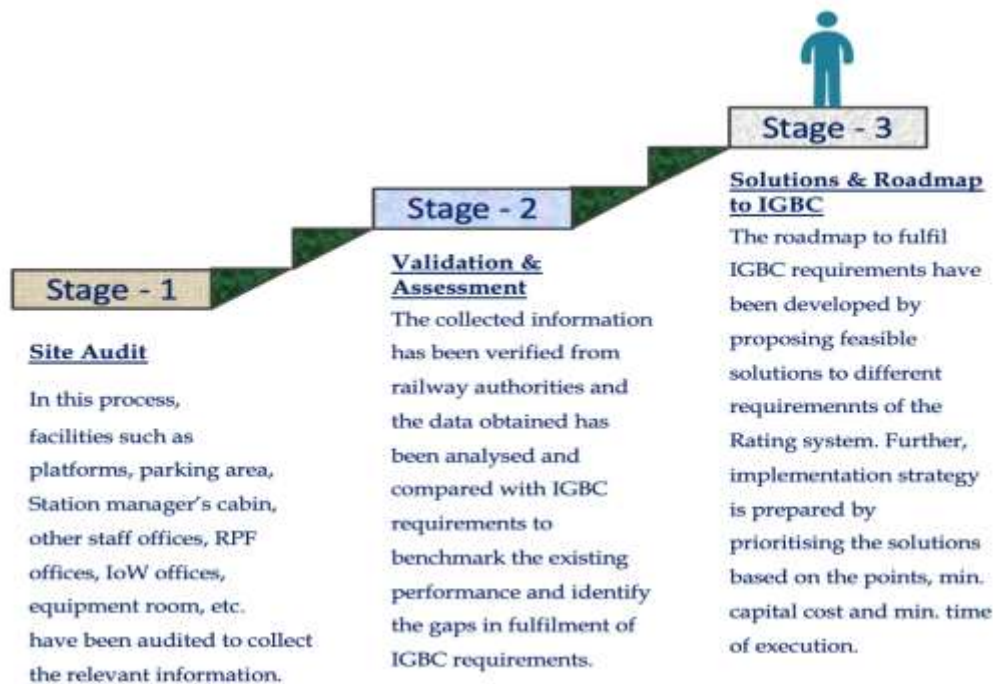 Stage - 1
Site Audit
In this process,
facilities such as
platforms, parking area,
Station manager's cabin,
other staff offices, RPF
offices, IoW offices,
equipment room, etc.
have been audited to collect
the relevant information.
Stage - 2
Validation &
Assessment
The collected information
has been verified from
railway authorities and
the data obtained has
been analysed and
compared with IGBC
requirements to
benchmark the existing
performance and identify
the gaps in fulfilment of
IGBC requirements.
Stage - 3
Solutions & Roadmap
to IGBC
The roadmap to fulfil
IGBC requirements have
been developed by
proposing feasible
solutions to different
requiremennts of the
Rating system. Further,
implementation strategy
is prepared by
prioritising the solutions
based on the points, min.
capital cost and min. time
of execution.